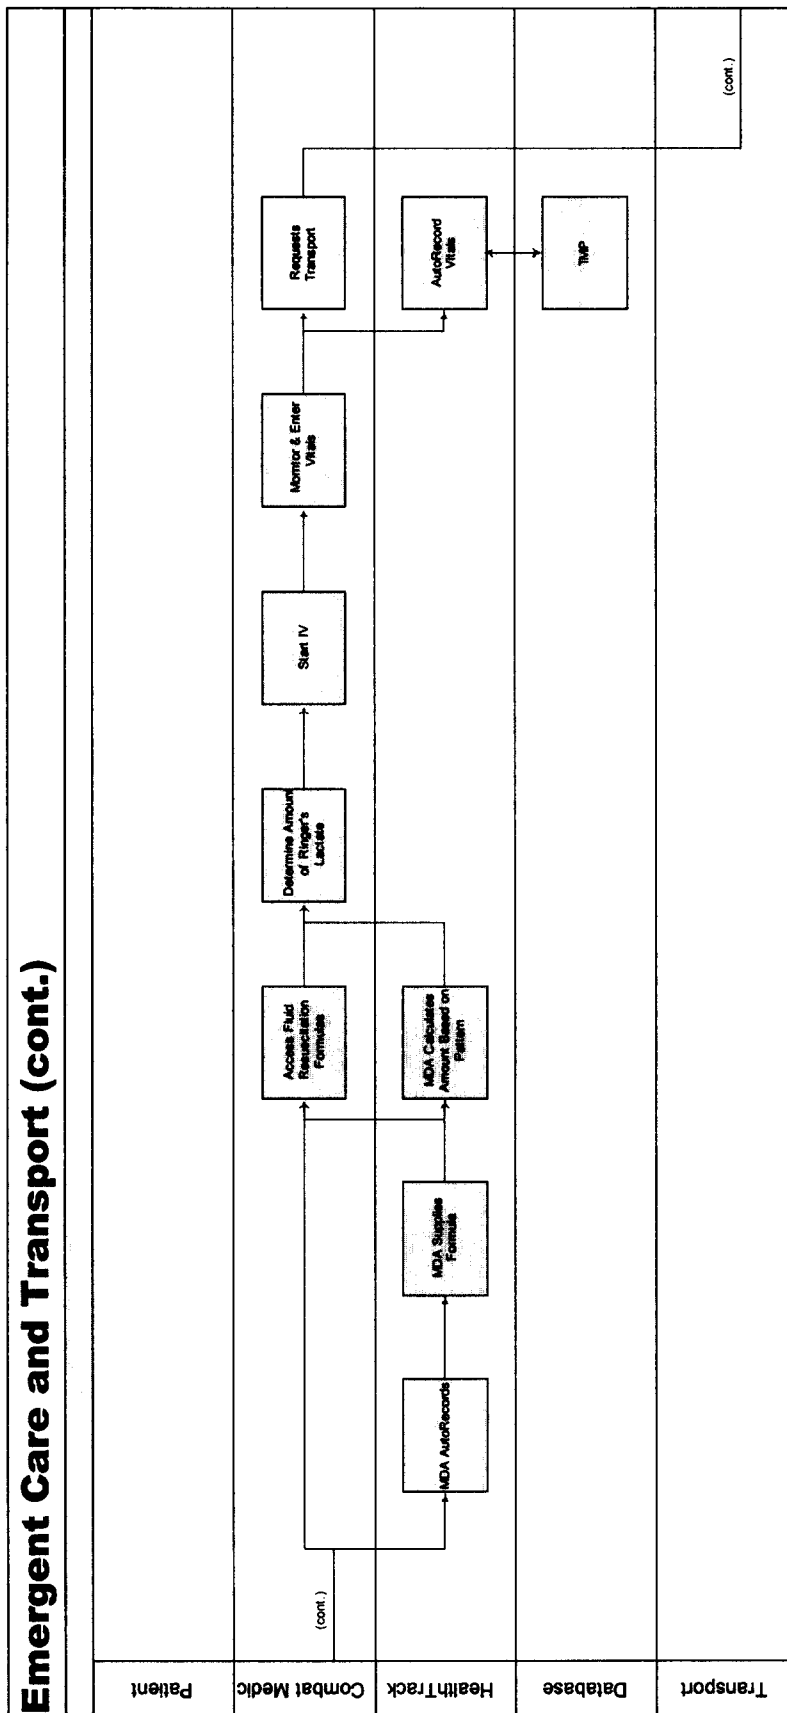 Emergent Care and Transport (cont.)
Patient
Combat Medic
(cont.)
Access Fluid
Resuscitation
Formulas
Determine Amount
of Ringer's
Lactate
Start IV
Monitor & Enter
Vitals
Requests
Transport
HealthTrack
MDA AutoRecords
MDA Supplies
Formula
MDA Calculates
Amount Based on
Pattern
AutoRecord
Vitals
Database
TMIP
Transport
(cont.)